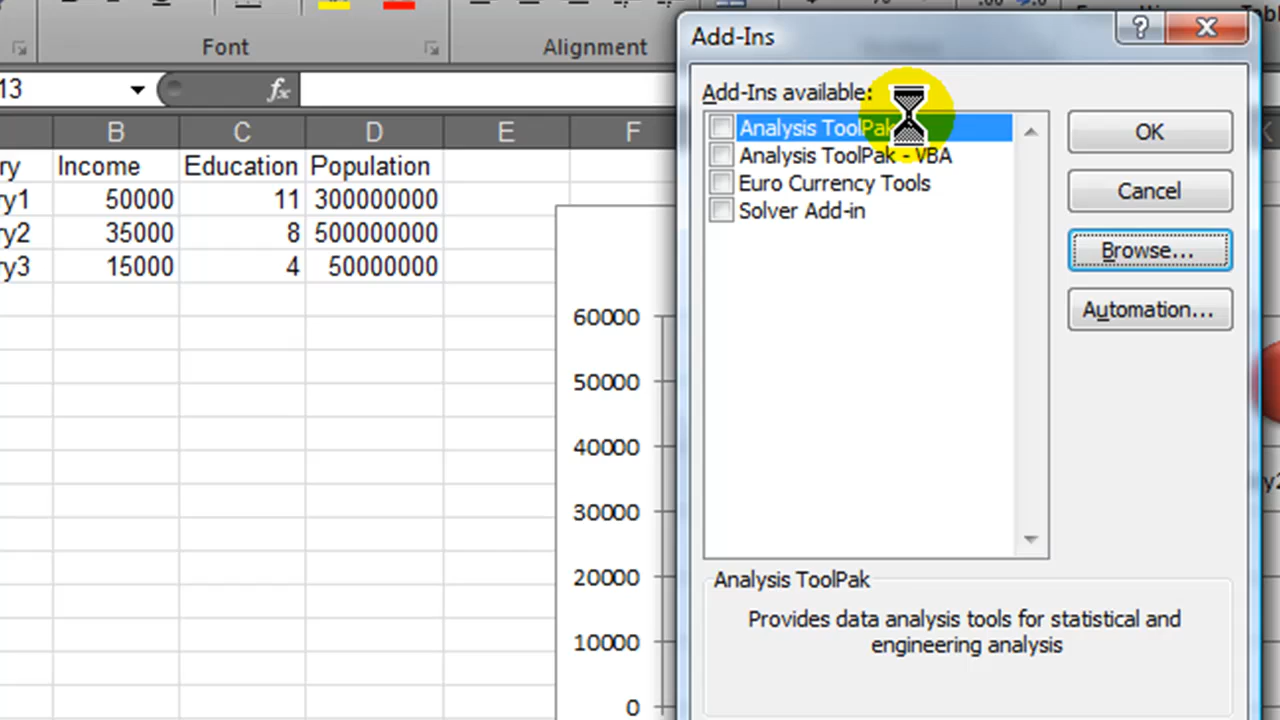 Font
Alignment
13
fx
B
C
D
E
F
ry Income Education Population
ry1 50000 11 300000000
ry2 35000 8 500000000
ry3 15000 4 50000000
60000
50000
40000
30000
20000
10000
0
Add-Ins
?
Add-Ins available:
Analysis ToolPak
Analysis ToolPak - VBA
Euro Currency Tools
Solver Add-in
OK
Cancel
Browse...
Automation...
Analysis ToolPak
Provides data analysis tools for statistical and
engineering analysis